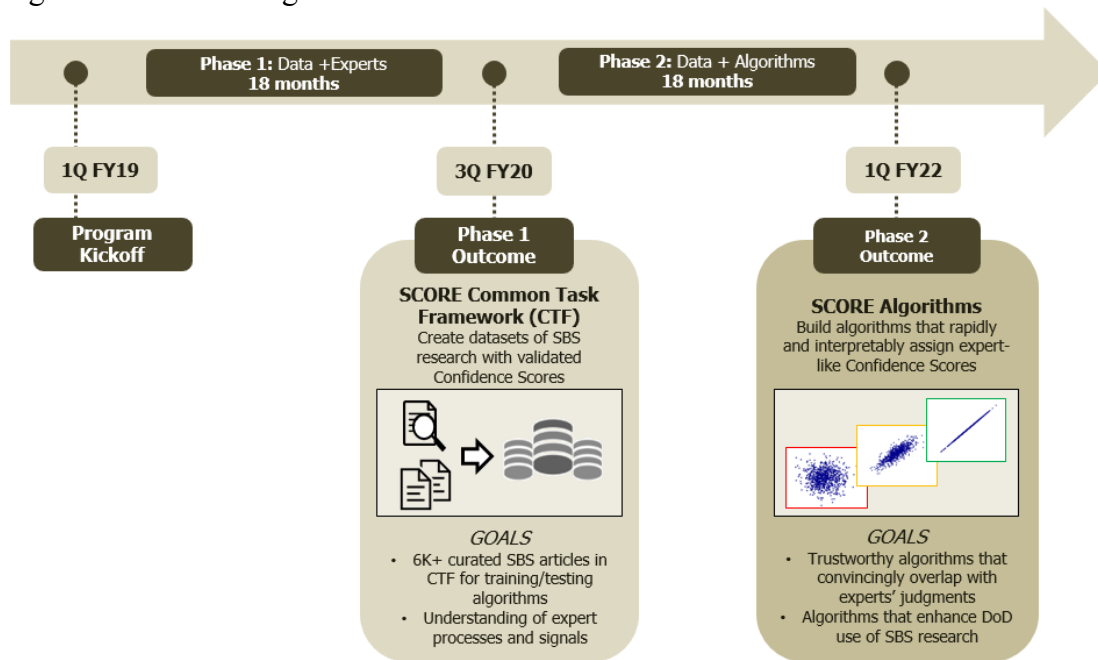 Phase 1: Data +Experts
18 months
Phase 2: Data + Algorithms
18 months
1Q FY19
3Q FY20
1Q FY22
Program
Kickoff
Phase 1
Outcome
SCORE Common Task
Framework (CTF)
Create datasets of SBS
research with validated
Confidence Scores
GOALS
• 6K+ curated SBS articles in
CTF for training/testing
algorithms
• Understanding of expert
processes and signals
Phase 2
Outcome
SCORE Algorithms
Build algorithms that rapidly
and interpretably assign expert-
like Confidence Scores
GOALS
• Trustworthy algorithms that
convincingly overlap with
experts' judgments
• Algorithms that enhance DoD
use of SBS research